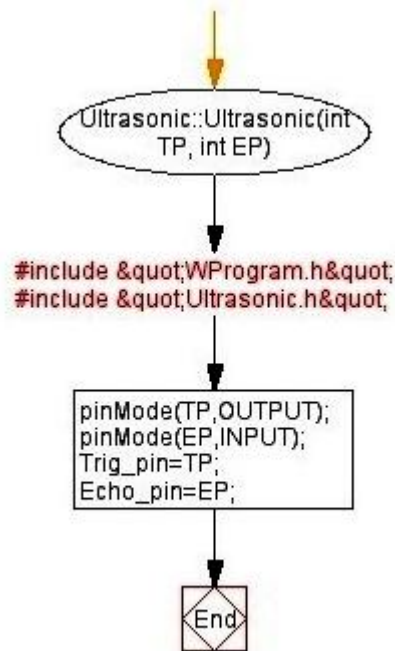 Ultrasonic::Ultrasonic(int
TP, int EP)
#include &quot;WProgram.h&quot;
#include &quot;Ultrasonic.h&quot;
pinMode(TP,OUTPUT);
pinMode(EP,INPUT);
Trig_pin=TP;
Echo_pin=EP;
End